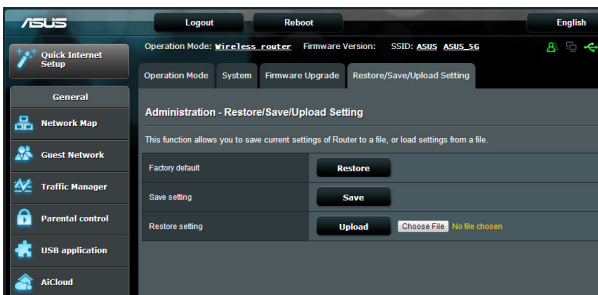 ASUS
Logout Reboot English
Quick Internet Setup
Operation Mode: Wireless router Firmware Version: SSID: ASUS ASUS_5G
Operation Mode System Firmware Upgrade Restore/Save/Upload Setting
General
Network Map
Guest Network
Traffic Manager
Parental control
USB application
AiCloud
Administration - Restore/Save/Upload Setting
This function allows you to save current settings of Router to a file, or load settings from a file.
Factory default Restore
Save setting Save
Restore setting Upload Choose File No file chosen